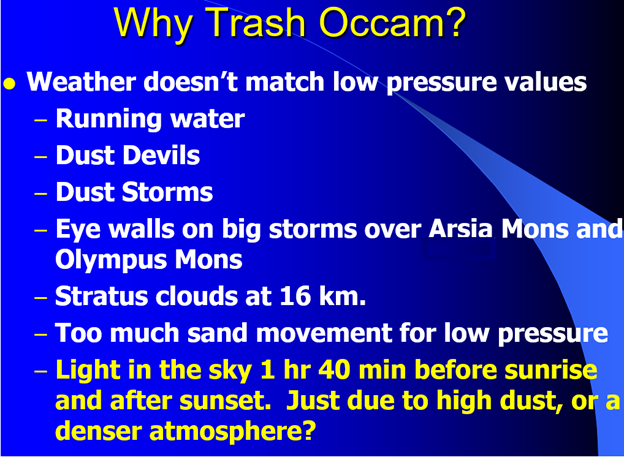 Why Trash Occam?
● Weather doesn't match low pressure values
– Running water
– Dust Devils
– Dust Storms
– Eye walls on big storms over Arsia Mons and
Olympus Mons
– Stratus clouds at 16 km.
– Too much sand movement for low pressure
– Light in the sky 1 hr 40 min before sunrise
and after sunset.  Just due to high dust, or a
denser atmosphere?